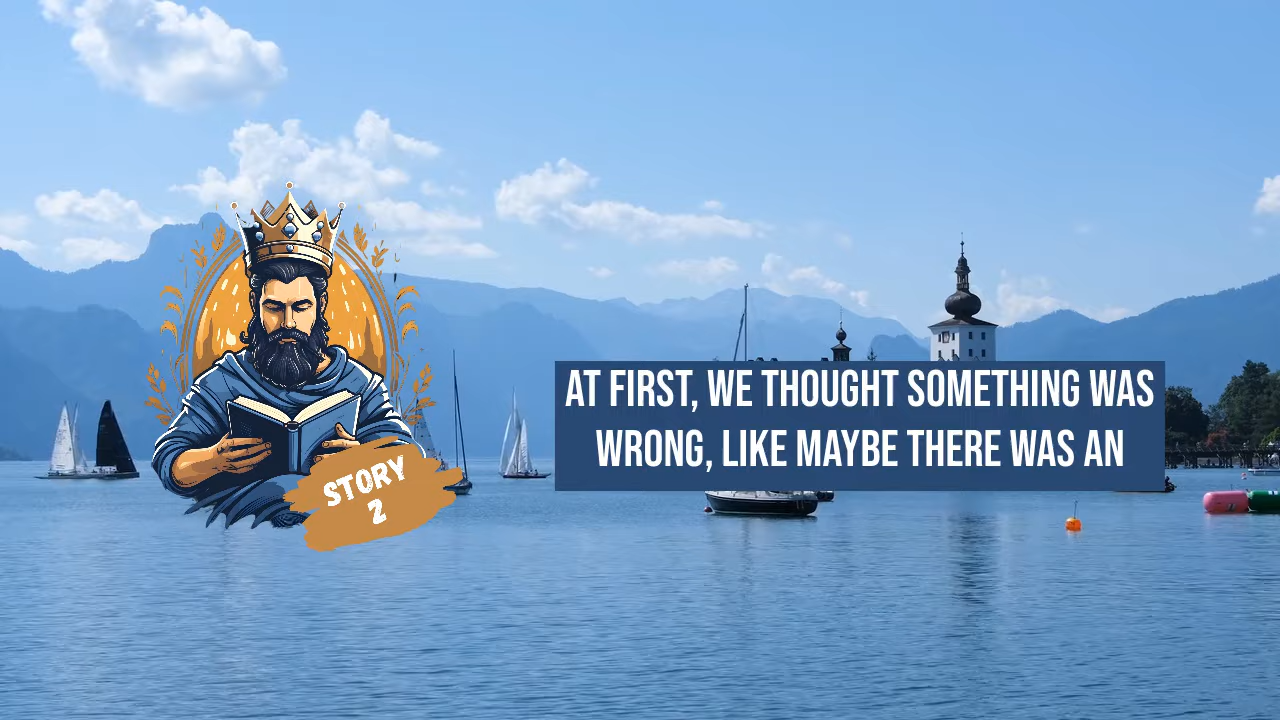 AT FIRST, WE THOUGHT SOMETHING WAS
WRONG, LIKE MAYBE THERE WAS AN
STORY
2